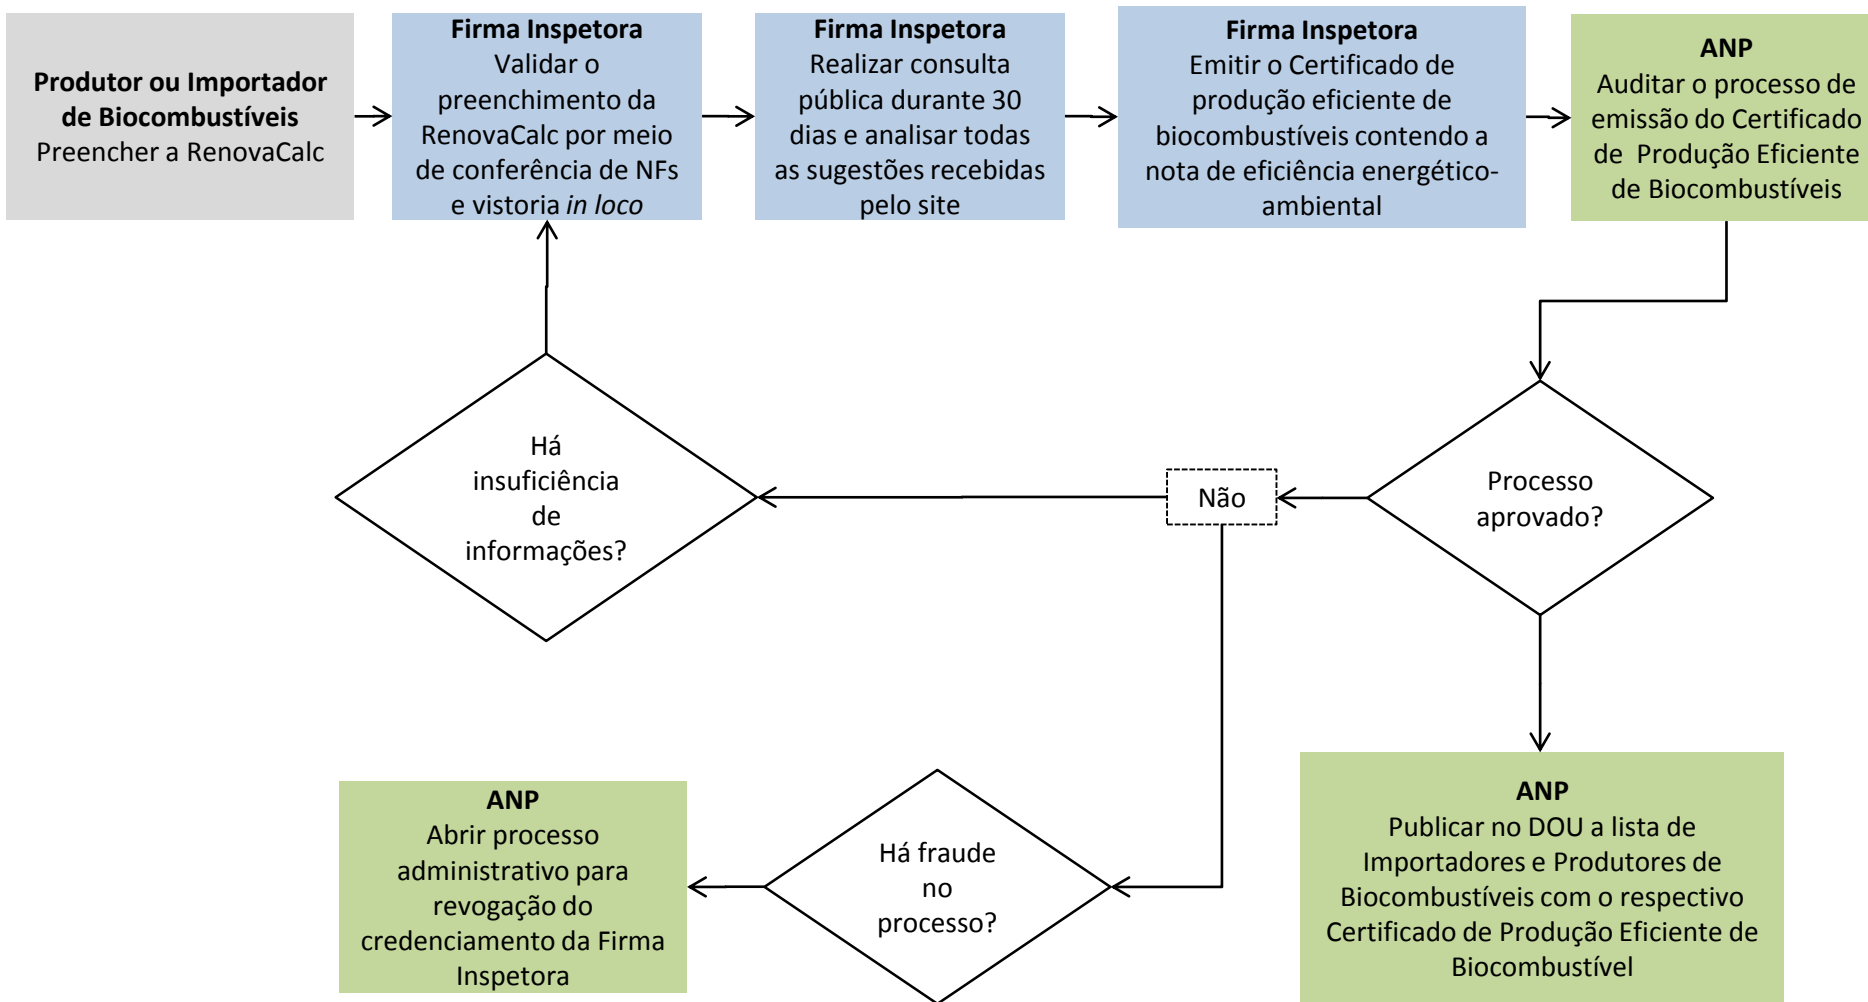 Produtor ou Importador
de Biocombustíveis
Preencher a RenovaCalc
Firma Inspetora
Validar o
preenchimento da
RenovaCalc por meio
de conferência de NFs
e vistoria in loco
Firma Inspetora
Realizar consulta
pública durante 30
dias e analisar todas
as sugestões recebidas
pelo site
Firma Inspetora
Emitir o Certificado de
produção eficiente de
biocombustíveis contendo a
nota de eficiência energético-
ambiental
ANP
Auditar o processo de
emissão do Certificado
de Produção Eficiente
de Biocombustíveis
Há
insuficiência
de
informações?
Não
Processo
aprovado?
ANP
Abrir processo
administrativo para
revogação do
credenciamento da Firma
Inspetora
Há fraude
no
processo?
ANP
Publicar no DOU a lista de
Importadores e Produtores de
Biocombustíveis com o respectivo
Certificado de Produção Eficiente de
Biocombustível